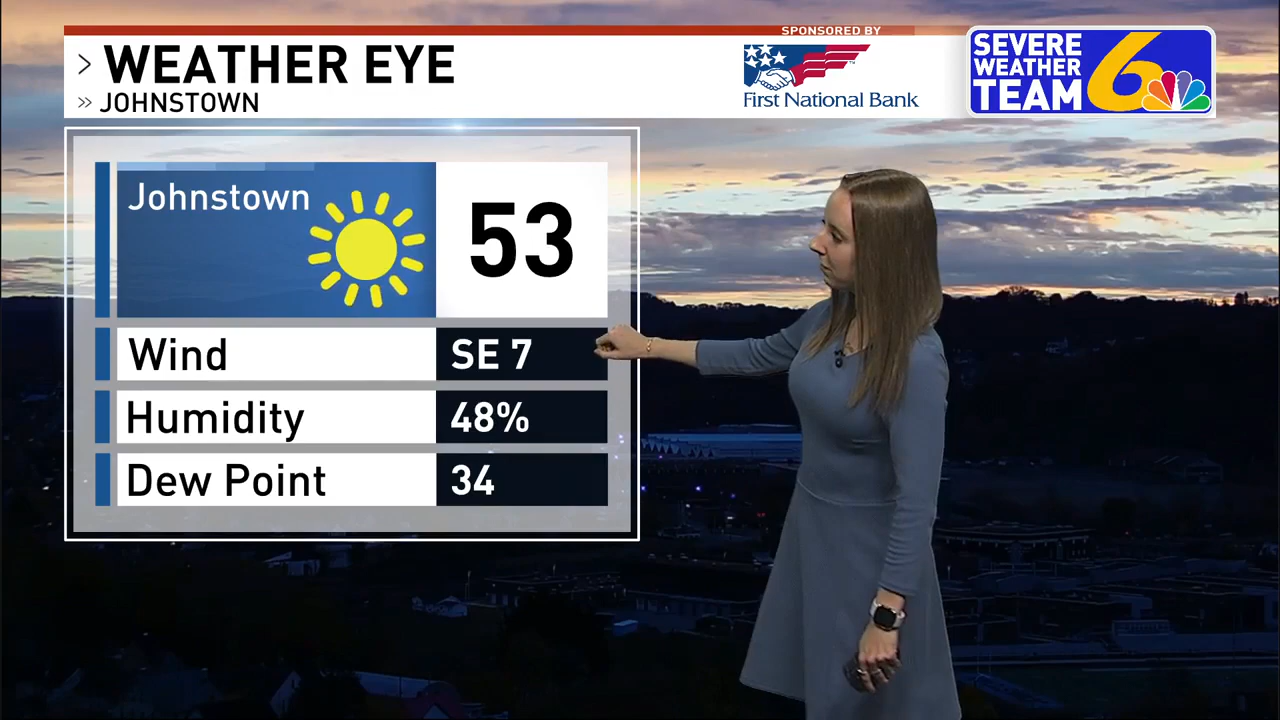 SPONSORED BY
> WEATHER EYE
» JOHNSTOWN
First National Bank
SEVERE
WEATHER
TEAM
6
Johnstown
53
Wind SE 7
Humidity 48%
Dew Point 34